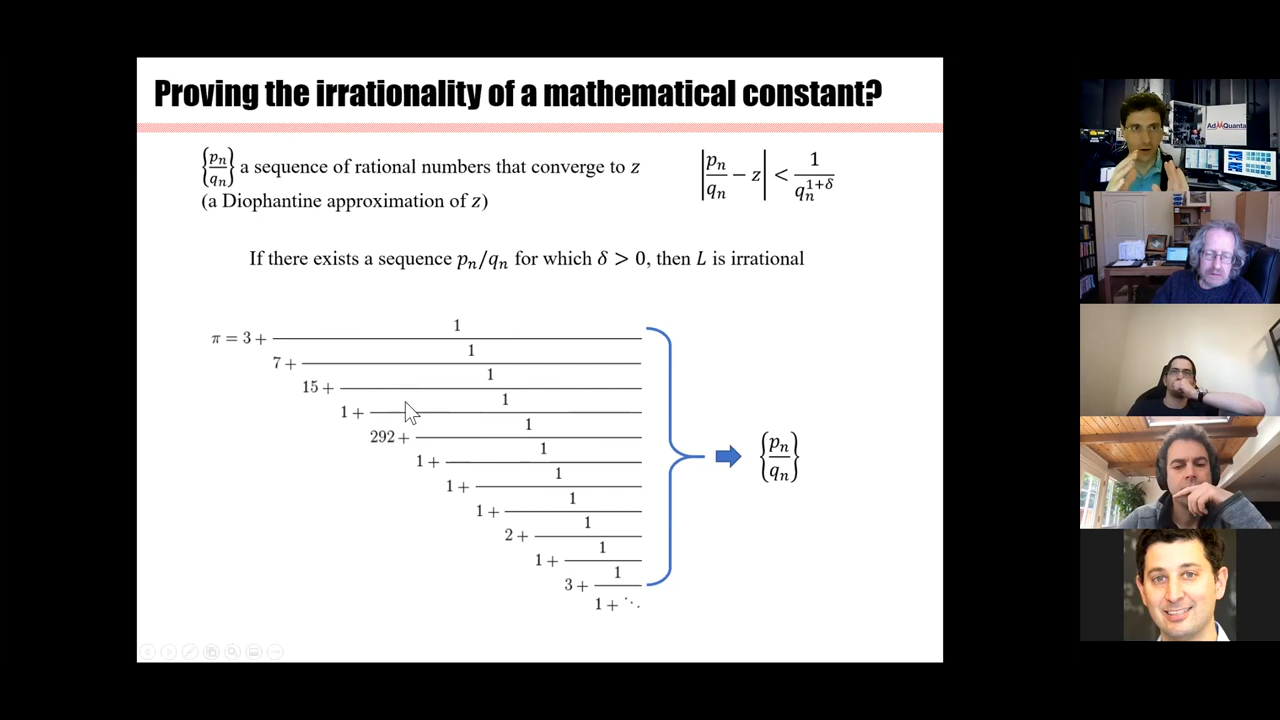 Proving the irrationality of a mathematical constant?
{pₙ/qₙ} a sequence of rational numbers that converge to z
(a Diophantine approximation of z)
|pₙ/qₙ − z| < 1/qₙ^(1+δ)
If there exists a sequence pₙ/qₙ for which δ > 0, then L is irrational
1
π = 3 +
1
7 +
1
15 +
1
1 +
1
292 +
1
1 +
1
1 +
1
1 +
1
2 +
1
1 +
1
3 +
1 + ⋱
{pₙ/qₙ}
AdMQuanta